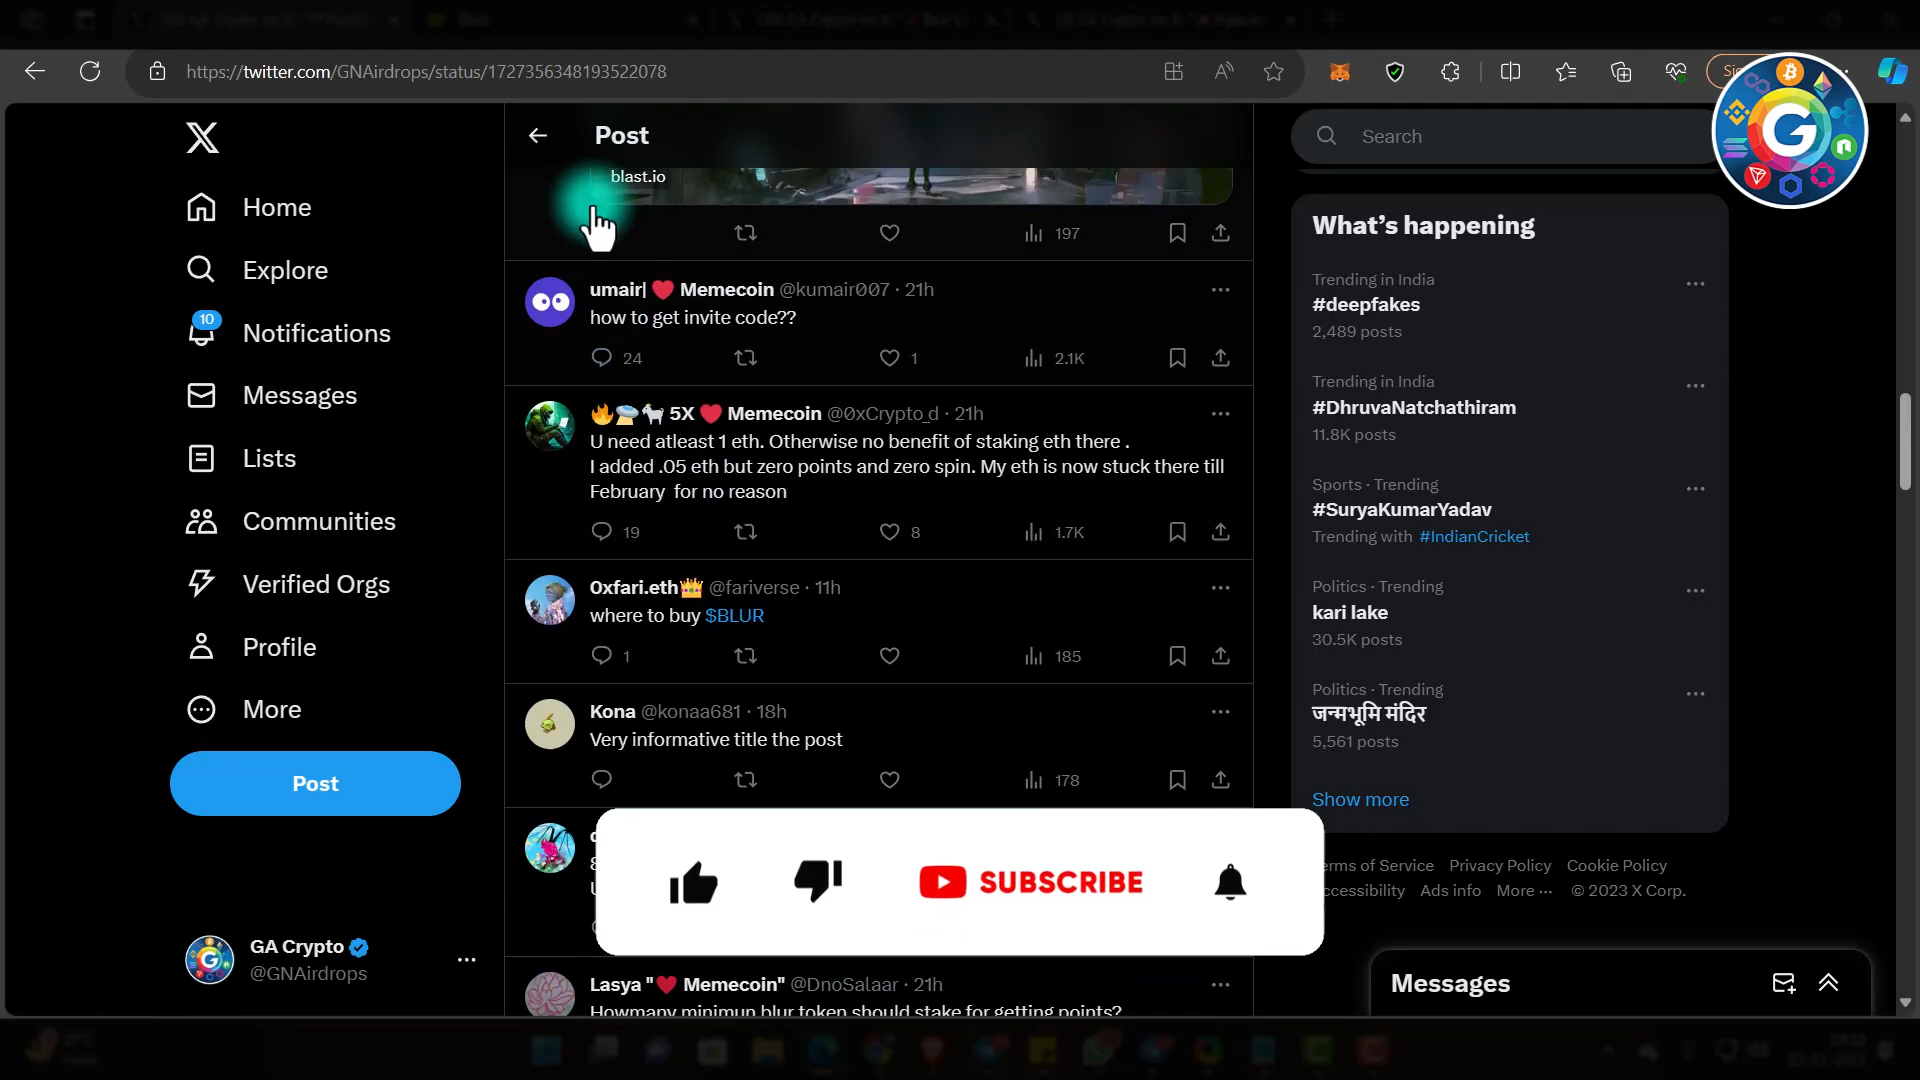 https://twitter.com/GNAirdrops/status/1727356348193522078
Post
Search
blast.io
197
Home
Explore
10
Notifications
Messages
Lists
Communities
Verified Orgs
Profile
More
Post
GA Crypto
@GNAirdrops
umair| ❤️ Memecoin @kumair007 · 21h
how to get invite code??
24
1
2.1K
🔥🛸🐐 5X ❤️ Memecoin @0xCrypto_d · 21h
U need atleast 1 eth. Otherwise no benefit of staking eth there .
I added .05 eth but zero points and zero spin. My eth is now stuck there till
February for no reason
19
8
1.7K
0xfari.eth👑 @fariverse · 11h
where to buy $BLUR
1
185
Kona @konaa681 · 18h
Very informative title the post
178
SUBSCRIBE
Lasya "❤️ Memecoin" @DnoSalaar · 21h
Howmany minimun blur token should stake for getting points?
What’s happening
Trending in India
#deepfakes
2,489 posts
Trending in India
#DhruvaNatchathiram
11.8K posts
Sports · Trending
#SuryaKumarYadav
Trending with #IndianCricket
Politics · Trending
kari lake
30.5K posts
Politics · Trending
जन्मभूमि मंदिर
5,561 posts
Show more
erms of Service Privacy Policy Cookie Policy
ccessibility Ads info More ··· © 2023 X Corp.
Messages
G